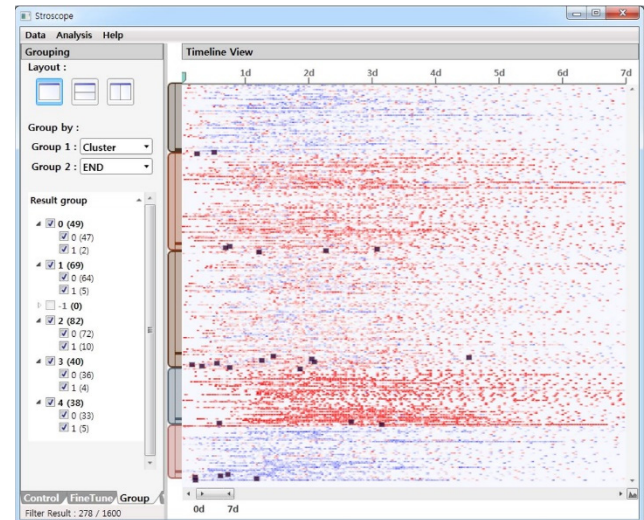 Stroscope
Data Analysis Help
Grouping
Timeline View
Layout :
1d 2d 3d 4d 5d 6d 7d
Group by :
Group 1 : Cluster
Group 2 : END
Result group
0 (49)
0 (47)
1 (2)
1 (69)
0 (64)
1 (5)
-1 (0)
2 (82)
0 (72)
1 (10)
3 (40)
0 (36)
1 (4)
4 (38)
0 (33)
1 (5)
Control FineTune Group
0d 7d
Filter Result : 278 / 1600